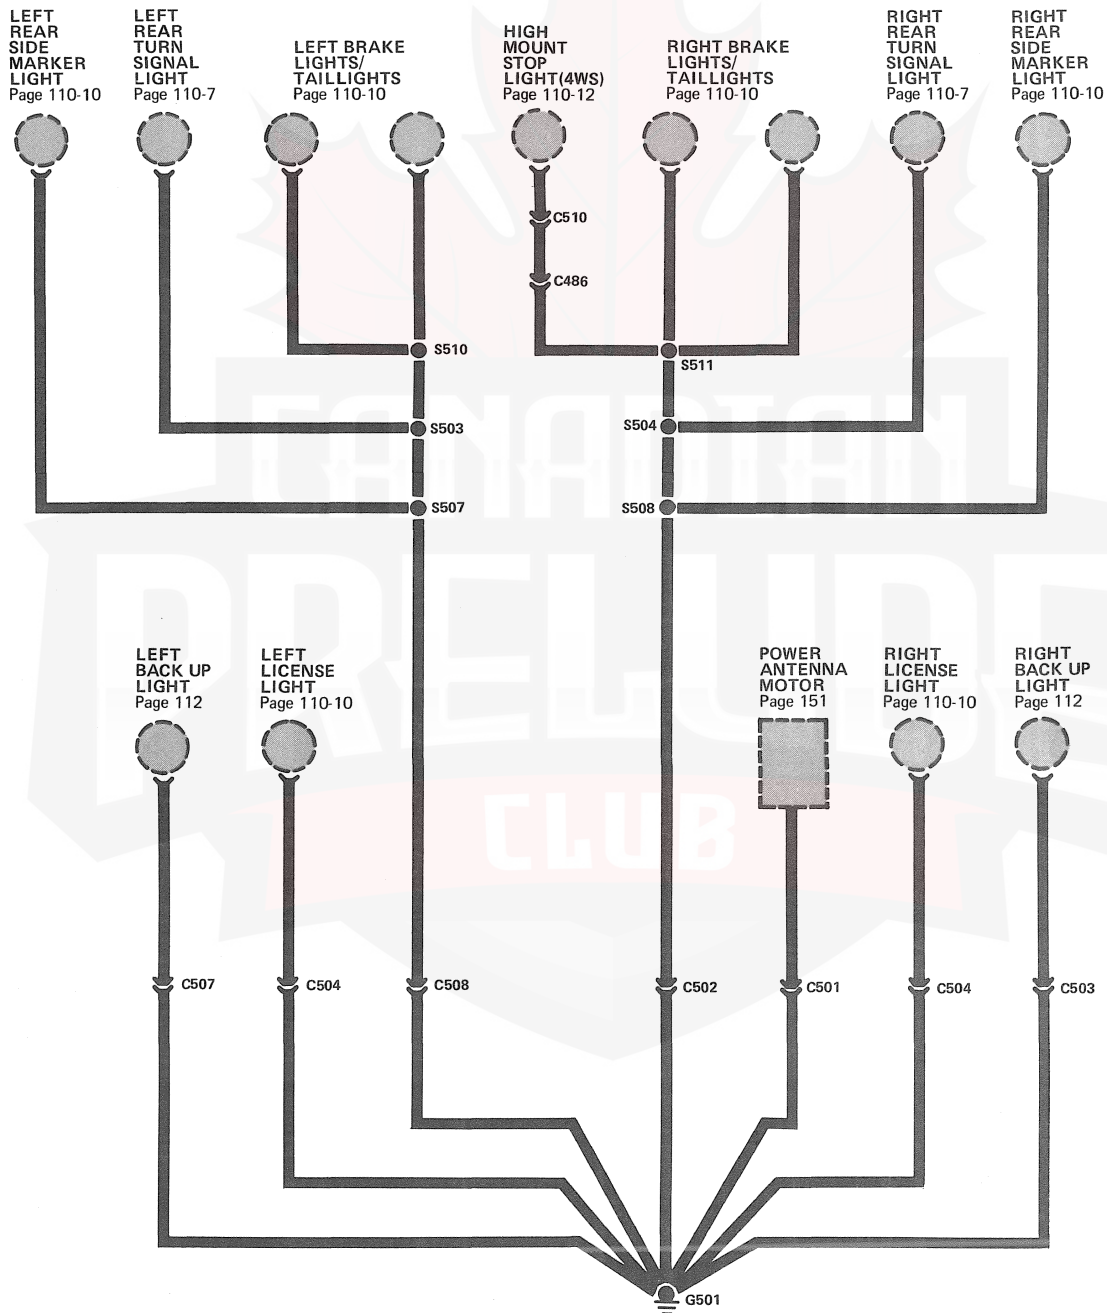 LEFT
REAR
SIDE
MARKER
LIGHT
Page 110-10
LEFT
REAR
TURN
SIGNAL
LIGHT
Page 110-7
LEFT BRAKE
LIGHTS/
TAILLIGHTS
Page 110-10
HIGH
MOUNT
STOP
LIGHT(4WS)
Page 110-12
RIGHT BRAKE
LIGHTS/
TAILLIGHTS
Page 110-10
RIGHT
REAR
TURN
SIGNAL
LIGHT
Page 110-7
RIGHT
REAR
SIDE
MARKER
LIGHT
Page 110-10
C510
C486
S510
S511
S503
S504
S507
S508
CANADIAN
PRELUDE
CLUB
LEFT
BACK UP
LIGHT
Page 112
LEFT
LICENSE
LIGHT
Page 110-10
POWER
ANTENNA
MOTOR
Page 151
RIGHT
LICENSE
LIGHT
Page 110-10
RIGHT
BACK UP
LIGHT
Page 112
C507
C504
C508
C502
C501
C504
C503
G501